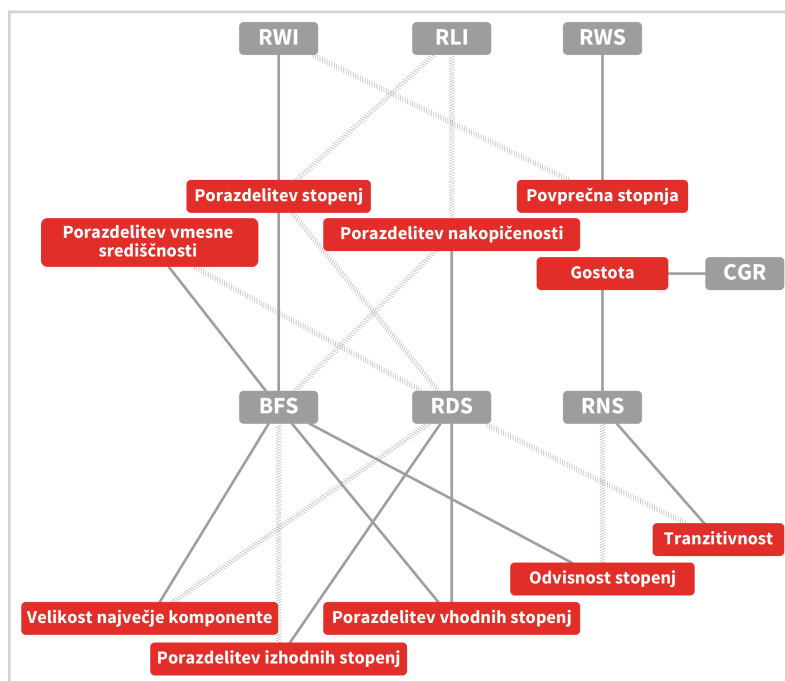 RWI
RLI
RWS
Porazdelitev stopenj
Povprečna stopnja
Porazdelitev vmesne
središčnosti
Porazdelitev nakopičenosti
Gostota
CGR
BFS
RDS
RNS
Tranzitivnost
Odvisnost stopenj
Velikost največje komponente
Porazdelitev vhodnih stopenj
Porazdelitev izhodnih stopenj